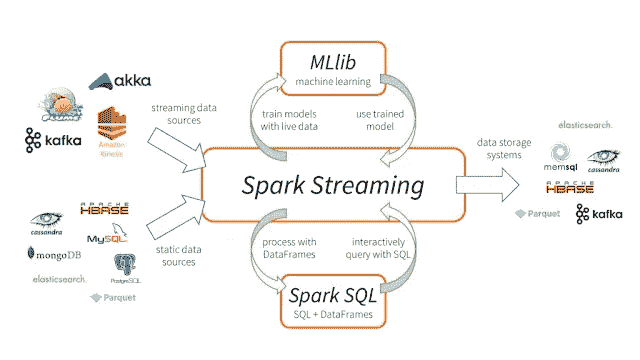 MLlib
machine learning
akka
streaming data
sources
train models
with live data
use trained
model
kafka
Amazon
Kinesis
data storage
systems
elasticsearch.
memsql
cassandra
APACHE
HBASE
Parquet
kafka
Spark Streaming
APACHE
HBASE
cassandra
MySQL
mongoDB
PostgreSQL
elasticsearch.
Parquet
static data
sources
process with
DataFrames
interactively
query with SQL
Spark SQL
SQL + DataFrames